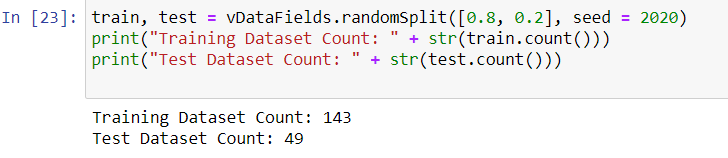 In [23]: train, test = vDataFields.randomSplit([0.8, 0.2], seed = 2020)
print("Training Dataset Count: " + str(train.count()))
print("Test Dataset Count: " + str(test.count()))
Training Dataset Count: 143
Test Dataset Count: 49